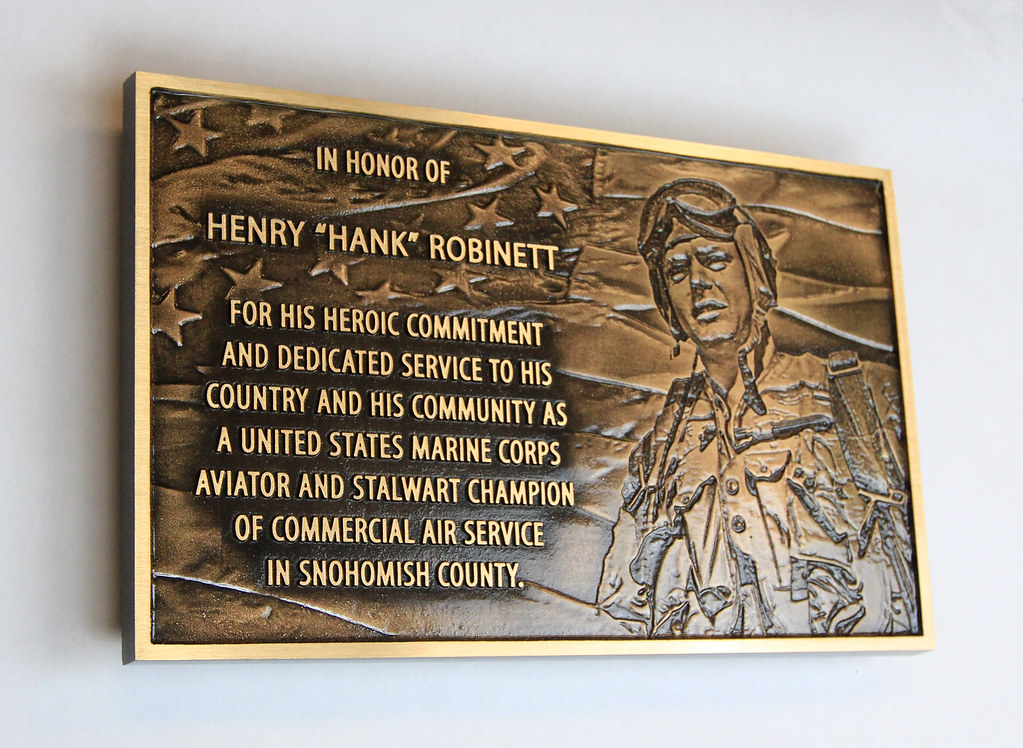 IN HONOR OF
HENRY “HANK” ROBINETT
FOR HIS HEROIC COMMITMENT
AND DEDICATED SERVICE TO HIS
COUNTRY AND HIS COMMUNITY AS
A UNITED STATES MARINE CORPS
AVIATOR AND STALWART CHAMPION
OF COMMERCIAL AIR SERVICE
IN SNOHOMISH COUNTY.